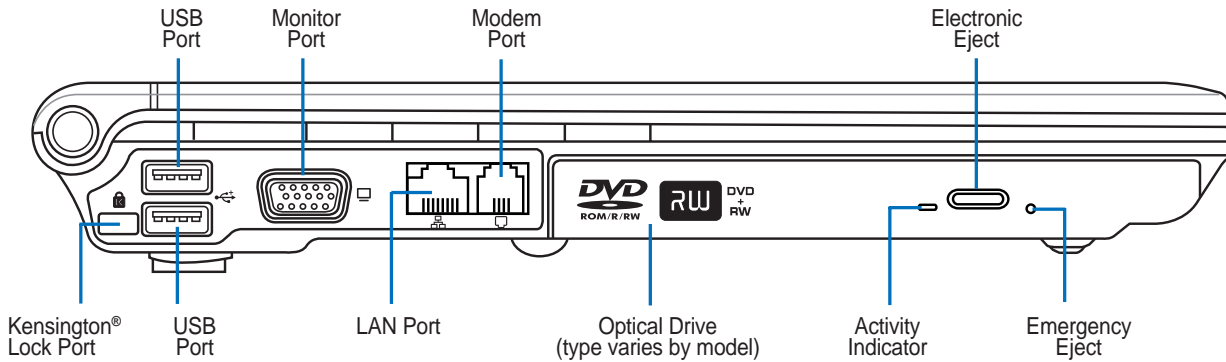 USB
Port
Monitor
Port
Modem
Port
Electronic
Eject
DVD
ROM/R/RW
RW
DVD
+
RW
Kensington®
Lock Port
USB
Port
LAN Port
Optical Drive
(type varies by model)
Activity
Indicator
Emergency
Eject